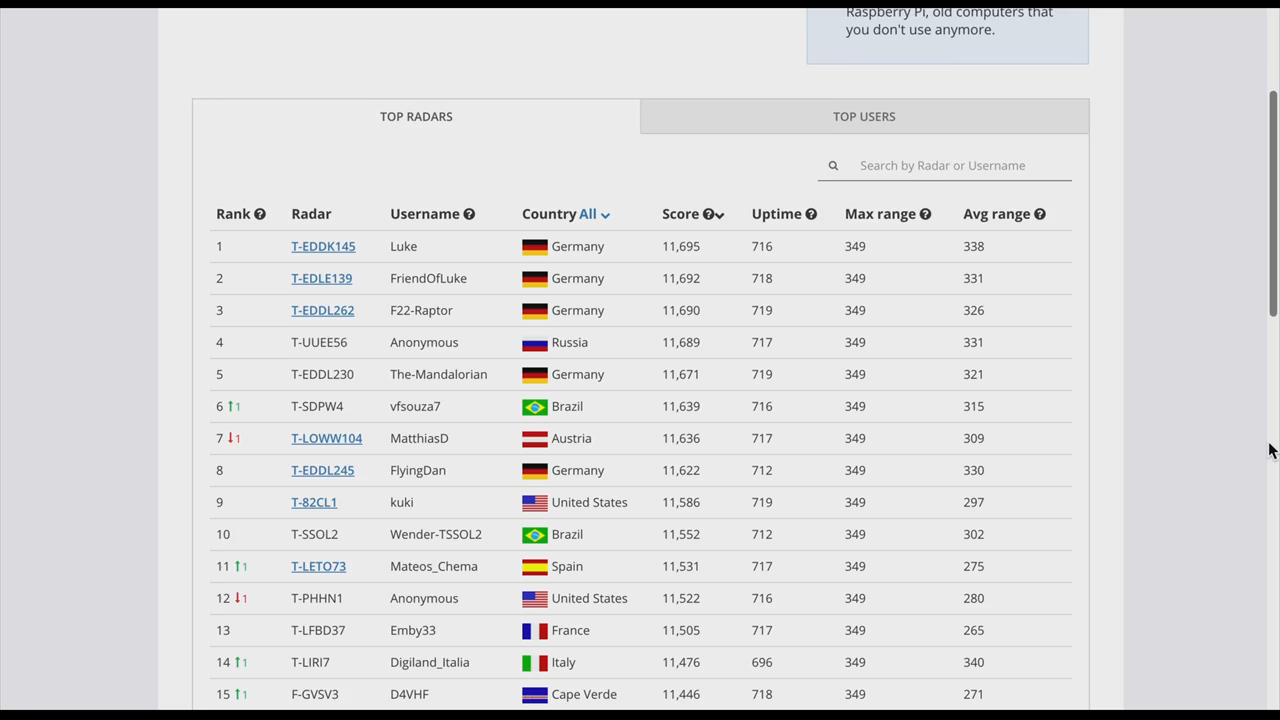 Raspberry Pi, old computers that
you don't use anymore.
TOP RADARS TOP USERS
Search by Radar or Username
Rank Radar Username Country All Score Uptime Max range Avg range
1 T-EDDK145 Luke Germany 11,695 716 349 338
2 T-EDLE139 FriendOfLuke Germany 11,692 718 349 331
3 T-EDDL262 F22-Raptor Germany 11,690 719 349 326
4 T-UUEE56 Anonymous Russia 11,689 717 349 331
5 T-EDDL230 The-Mandalorian Germany 11,671 719 349 321
6 ↑1 T-SDPW4 vfsouza7 Brazil 11,639 716 349 315
7 ↓1 T-LOWW104 MatthiasD Austria 11,636 717 349 309
8 T-EDDL245 FlyingDan Germany 11,622 712 349 330
9 T-82CL1 kuki United States 11,586 719 349 297
10 T-SSOL2 Wender-TSSOL2 Brazil 11,552 712 349 302
11 ↑1 T-LETO73 Mateos_Chema Spain 11,531 717 349 275
12 ↓1 T-PHHN1 Anonymous United States 11,522 716 349 280
13 T-LFBD37 Emby33 France 11,505 717 349 265
14 ↑1 T-LIRI7 Digiland_Italia Italy 11,476 696 349 340
15 ↑1 F-GVSV3 D4VHF Cape Verde 11,446 718 349 271